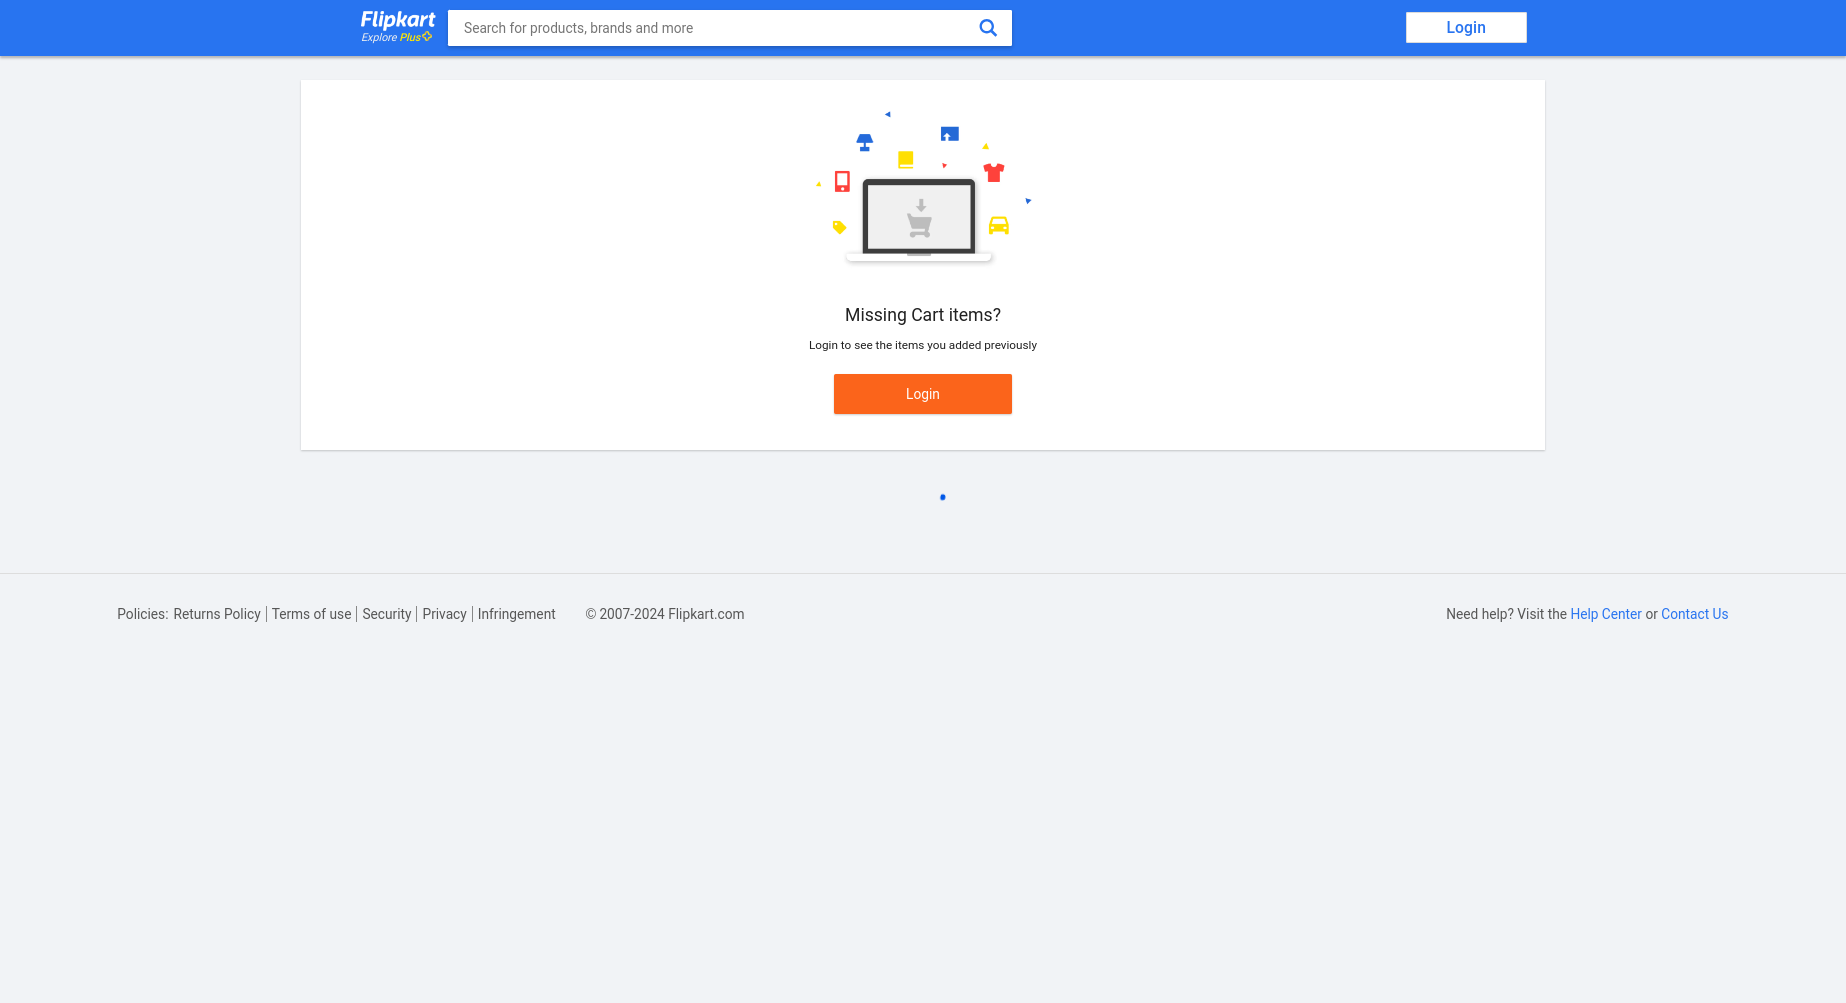 Flipkart
Explore Plus
Search for products, brands and more
Login
Missing Cart items?
Login to see the items you added previously
Login
Policies: Returns Policy | Terms of use | Security | Privacy | Infringement © 2007-2024 Flipkart.com
Need help? Visit the Help Center or Contact Us